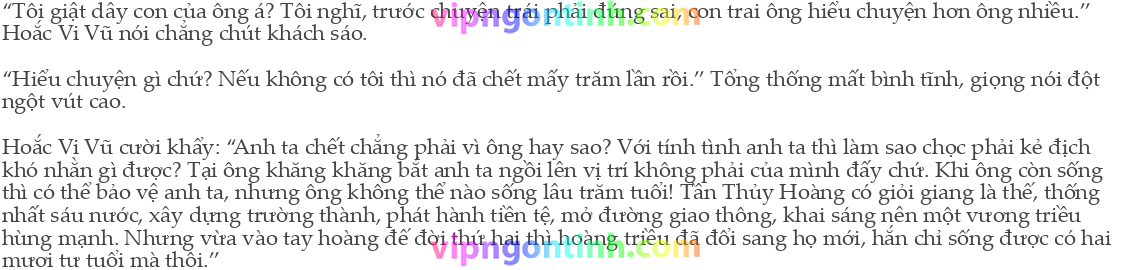 “Tôi giật dây con của ông á? Tôi nghĩ, trước chuyện trái phải đúng sai, con trai ông hiểu chuyện hơn ông nhiều.”
vipngontinh.com
Hoắc Vi Vũ nói chẳng chút khách sáo.
“Hiểu chuyện gì chứ? Nếu không có tôi thì nó đã chết mấy trăm lần rồi.” Tổng thống mất bình tĩnh, giọng nói đột
ngột vút cao.
Hoắc Vi Vũ cười khẩy: “Anh ta chết chẳng phải vì ông hay sao? Với tính tình anh ta thì làm sao chọc phải kẻ địch
khó nhằn gì được? Tại ông khăng khăng bắt anh ta ngồi lên vị trí không phải của mình đấy chứ. Khi ông còn sống
thì có thể bảo vệ anh ta, nhưng ông không thể nào sống lâu trăm tuổi! Tần Thủy Hoàng có giỏi giang là thế, thống
nhất sáu nước, xây dựng trường thành, phát hành tiền tệ, mở đường giao thông, khai sáng nên một vương triều
hùng mạnh. Nhưng vừa vào tay hoàng đế đời thứ hai thì hoàng triều đã đổi sang họ mới, hắn chỉ sống được có hai
vipngontinh.com
mươi tư tuổi mà thôi.”